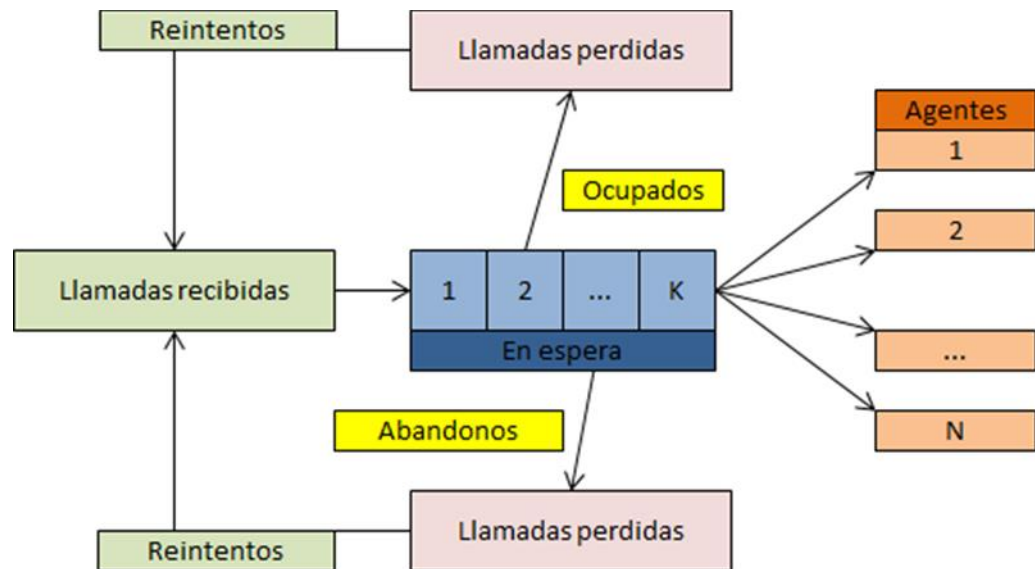 Reintentos
Llamadas perdidas
Agentes
1
Ocupados
2
Llamadas recibidas
1 2 ... K
En espera
...
Abandonos
N
Llamadas perdidas
Reintentos